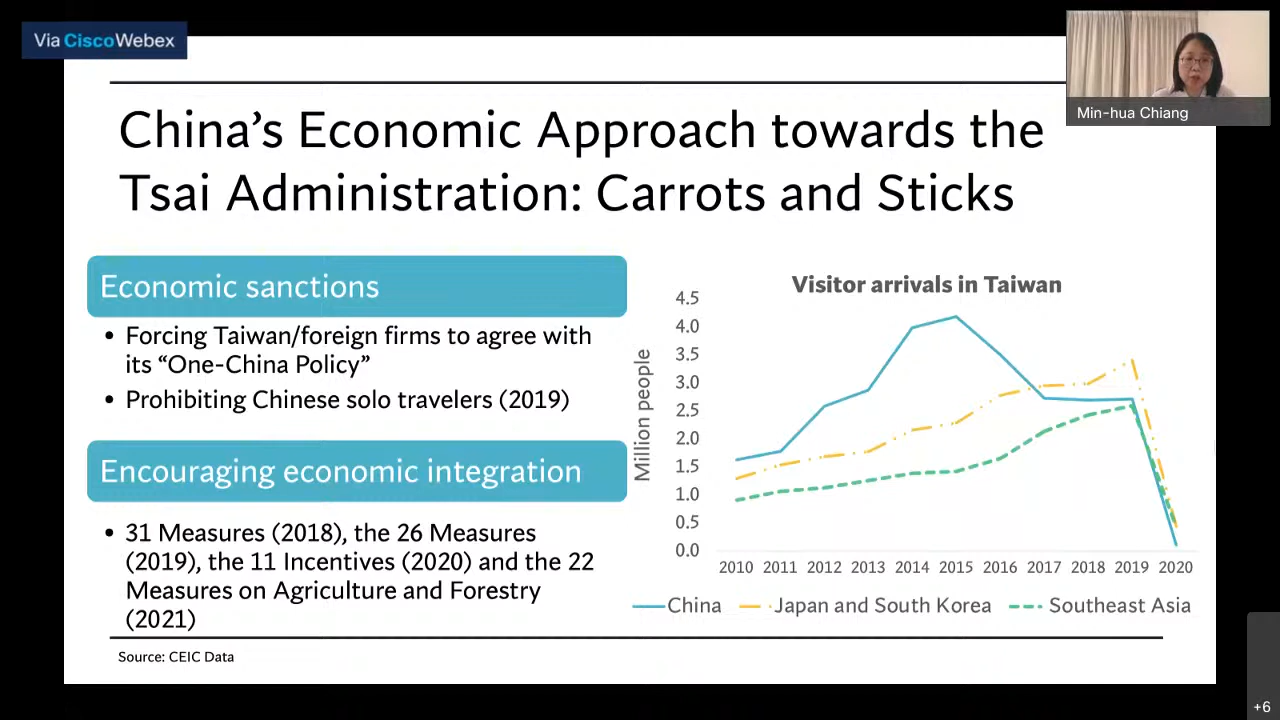 Via CiscoWebex
Min-hua Chiang
China’s Economic Approach towards the
Tsai Administration: Carrots and Sticks
Economic sanctions
• Forcing Taiwan/foreign firms to agree with
its “One-China Policy”
• Prohibiting Chinese solo travelers (2019)
Encouraging economic integration
• 31 Measures (2018), the 26 Measures
(2019), the 11 Incentives (2020) and the 22
Measures on Agriculture and Forestry
(2021)
Visitor arrivals in Taiwan
Million people
4.5
4.0
3.5
3.0
2.5
2.0
1.5
1.0
0.5
0.0
2010 2011 2012 2013 2014 2015 2016 2017 2018 2019 2020
China Japan and South Korea Southeast Asia
Source: CEIC Data
+6